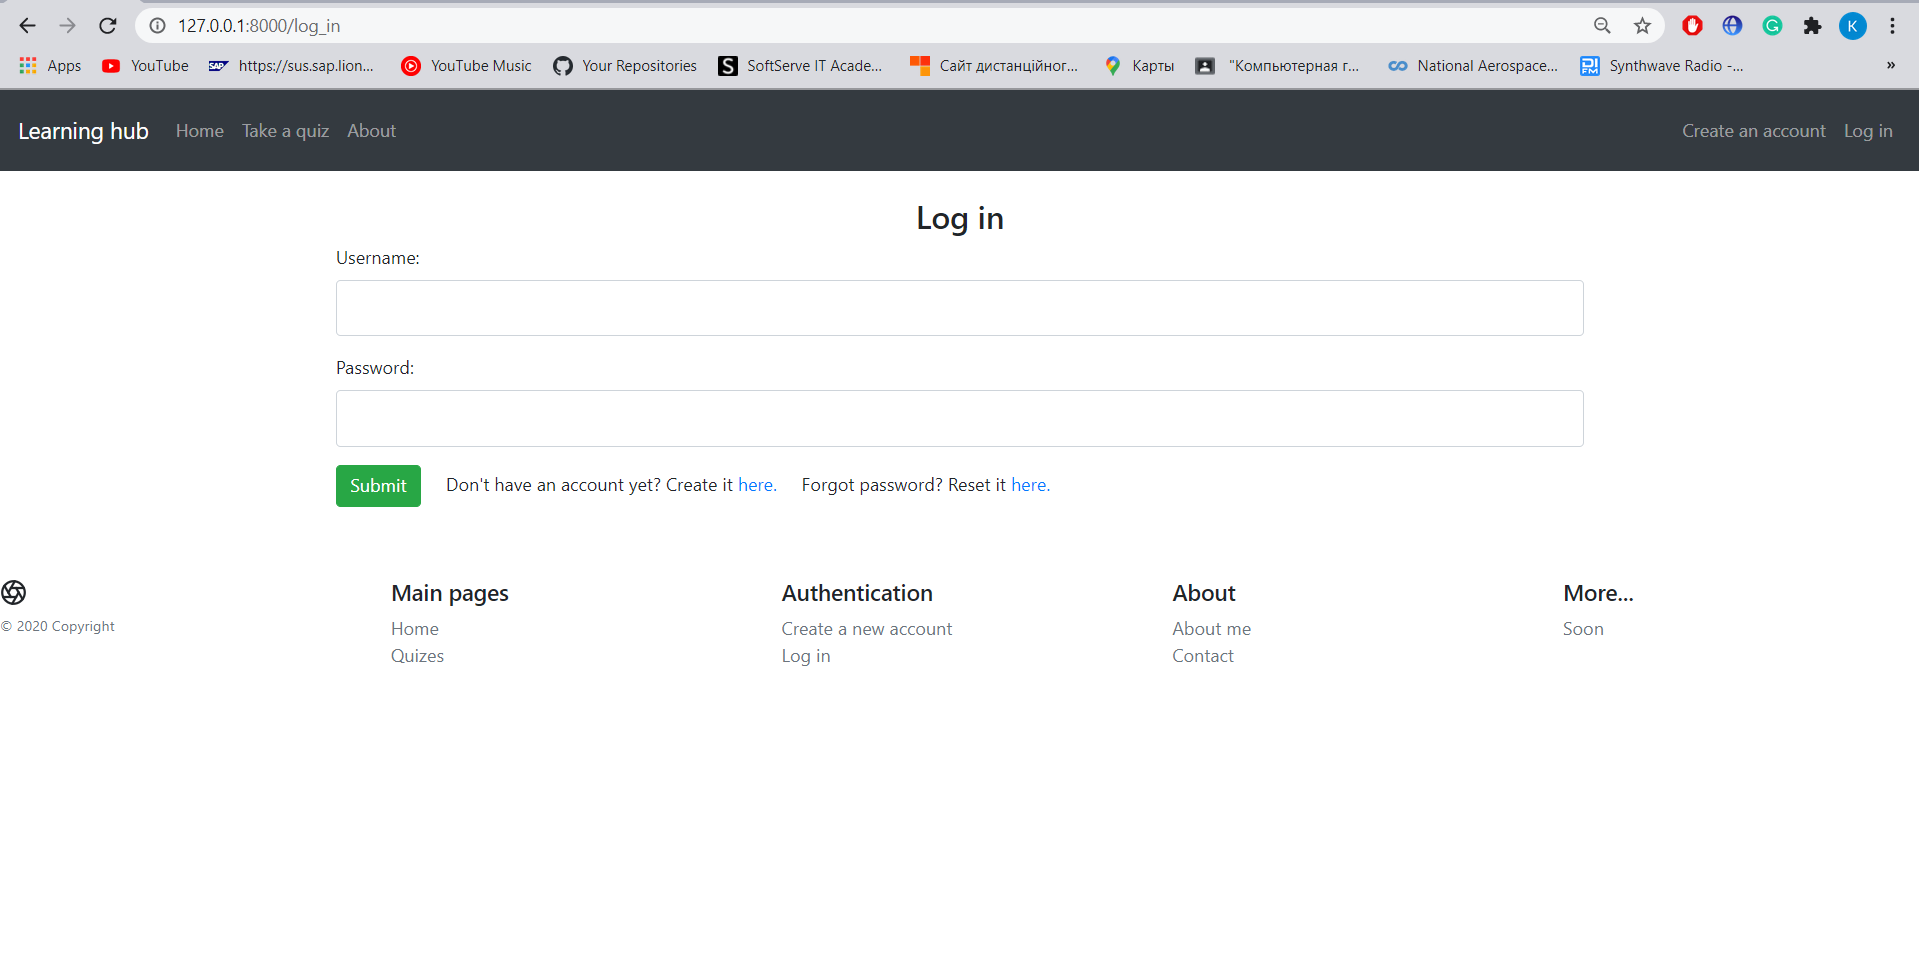 127.0.0.1:8000/log_in
K
Apps YouTube SAP https://sus.sap.lion... YouTube Music Your Repositories S SoftServe IT Acade... Сайт дистанційног... Карты "Компьютерная г... National Aerospace... DI FM Synthwave Radio -... »
Learning hub Home Take a quiz About Create an account Log in
Log in
Username:
Password:
Submit Don't have an account yet? Create it here. Forgot password? Reset it here.
Main pages Authentication About More...
© 2020 Copyright Home Create a new account About me Soon
Quizes Log in Contact